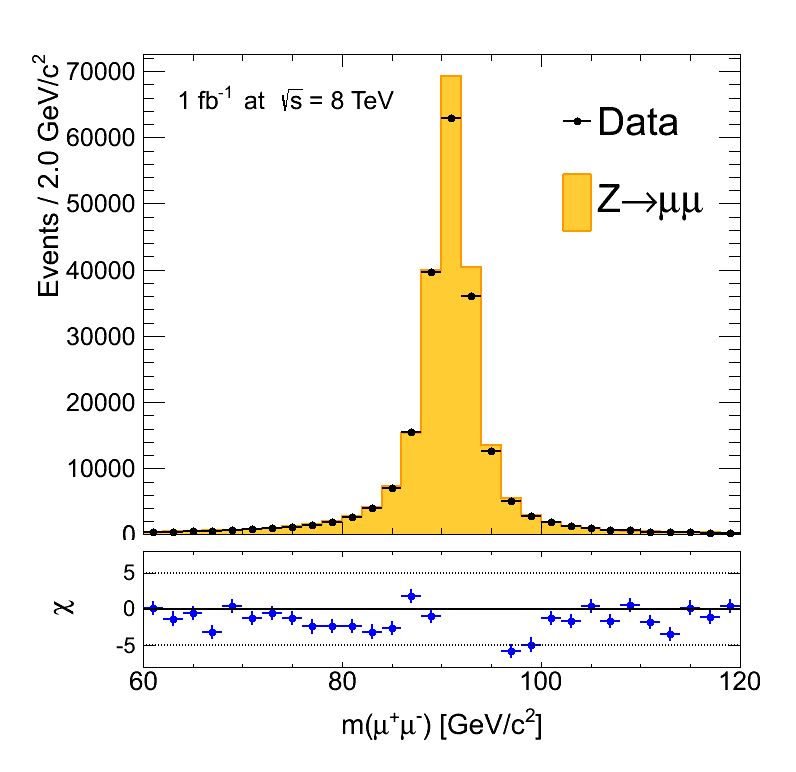 Events / 2.0 GeV/c²
70000
60000
50000
40000
30000
20000
10000
0
1 fb⁻¹ at √s = 8 TeV
Data
Z→μμ
χ
5
0
-5
60
80
100
120
m(μ⁺μ⁻) [GeV/c²]